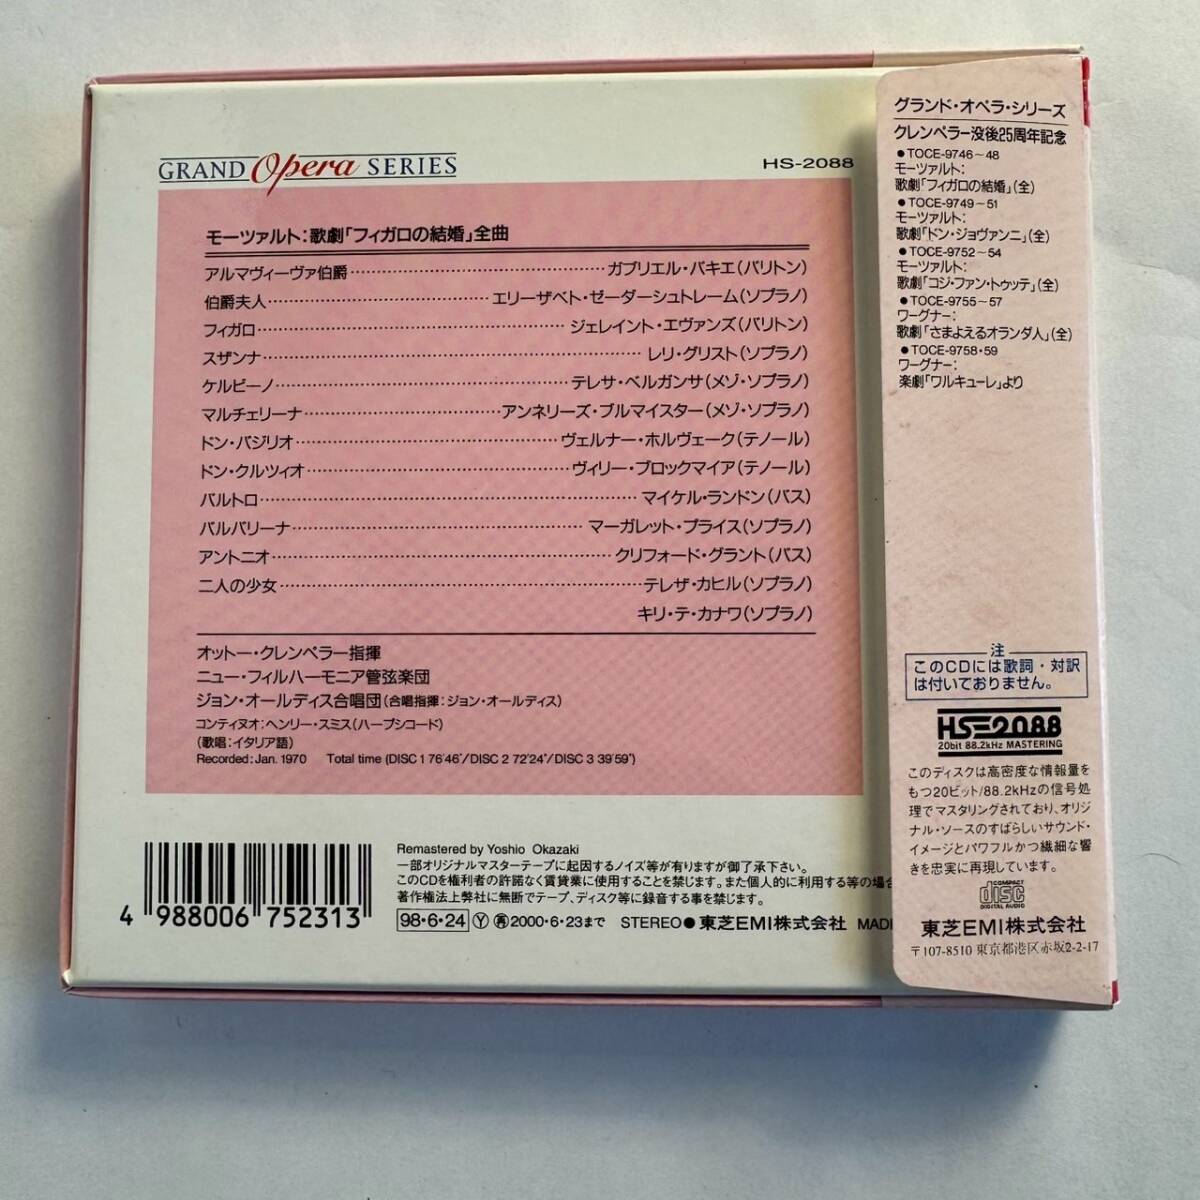 GRAND Opera SERIES
HS-2088
モーツァルト:歌劇「フィガロの結婚」全曲
アルマヴィーヴァ伯爵……ガブリエル・バキエ(バリトン)
伯爵夫人……エリーザベト・ゼーダーシュトレーム(ソプラノ)
フィガロ……ジェレイント・エヴァンズ(バリトン)
スザンナ……レリ・グリスト(ソプラノ)
ケルビーノ……テレサ・ベルガンサ(メゾ・ソプラノ)
マルチェリーナ……アンネリーズ・ブルマイスター(メゾ・ソプラノ)
ドン・バジリオ……ヴェルナー・ホルヴェーク(テノール)
ドン・クルツィオ……ヴィリー・ブロックマイア(テノール)
バルトロ……マイケル・ランドン(バス)
バルバリーナ……マーガレット・プライス(ソプラノ)
アントニオ……クリフォード・グラント(バス)
二人の少女……テレザ・カヒル(ソプラノ)
キリ・テ・カナワ(ソプラノ)
オットー・クレンペラー指揮
ニュー・フィルハーモニア管弦楽団
ジョン・オールディス合唱団(合唱指揮:ジョン・オールディス)
コンティヌオ:ヘンリー・スミス(ハープシコード)
(歌唱:イタリア語)
Recorded: Jan. 1970 Total time (DISC 1 76'46"/DISC 2 72'24"/DISC 3 39'59")
4 988006 752313
Remastered by Yoshio Okazaki
一部オリジナルマスターテープに起因するノイズ等が有りますが御了承下さい。
このCDを権利者の許諾なく賃貸業に使用することを禁じます。また個人的に利用する等の場合
著作権法上弊社に無断でテープ、ディスク等に録音する事を禁じます。
98・6・24 Ⓨ 再 2000・6・23まで STEREO● 東芝EMI株式会社 MADE
グランド・オペラ・シリーズ
クレンペラー没後25周年記念
●TOCE-9746~48
モーツァルト:
歌劇「フィガロの結婚」(全)
●TOCE-9749~51
モーツァルト:
歌劇「ドン・ジョヴァンニ」(全)
●TOCE-9752~54
モーツァルト:
歌劇「コジ・ファン・トゥッテ」(全)
●TOCE-9755~57
ワーグナー:
歌劇「さまよえるオランダ人」(全)
●TOCE-9758・59
ワーグナー:
楽劇「ワルキューレ」より
注
このCDには歌詞・対訳
は付いておりません。
HS-2088
20bit 88.2kHz MASTERING
このディスクは高密度な情報量を
もつ20ビット/88.2kHzの信号処
理でマスタリングされており、オリジ
ナル・ソースのすばらしいサウンド・
イメージとパワフルかつ繊細な響
きを忠実に再現しています。
COMPACT
disc
DIGITAL AUDIO
東芝EMI株式会社
〒107-8510 東京都港区赤坂2-2-17